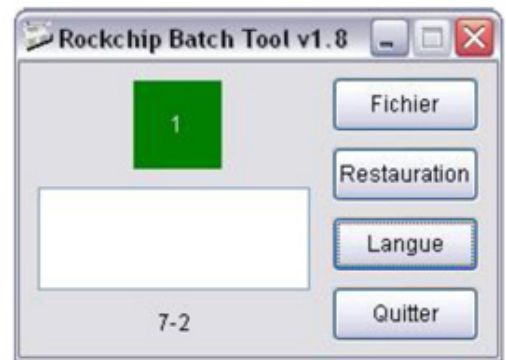 Rockchip Batch Tool v1.8
1
Fichier
Restauration
Langue
7-2
Quitter